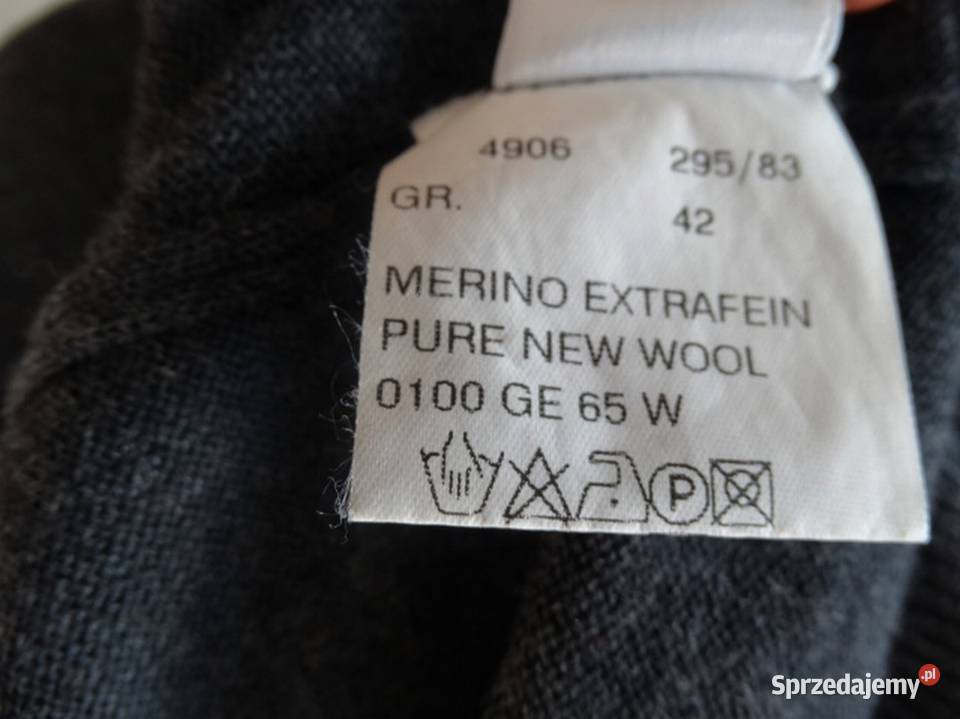 4906 295/83
GR. 42
MERINO EXTRAFEIN
PURE NEW WOOL
0100 GE 65 W
P
Sprzedajemy.pl